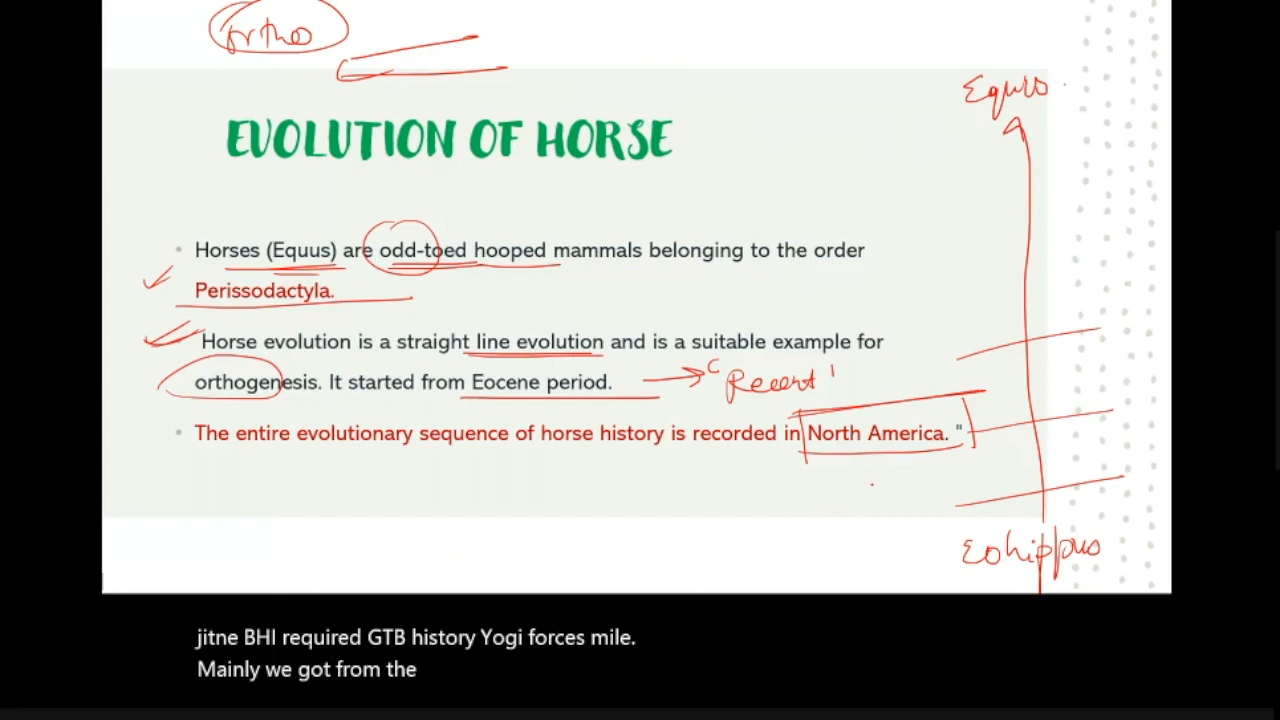 Ortho
Equus
EVOLUTION OF HORSE
Horses (Equus) are odd-toed hooped mammals belonging to the order
Perissodactyla.
Horse evolution is a straight line evolution and is a suitable example for
orthogenesis. It started from Eocene period. → "Recent"
The entire evolutionary sequence of horse history is recorded in North America. "
Eohippus
jitne BHI required GTB history Yogi forces mile.
Mainly we got from the